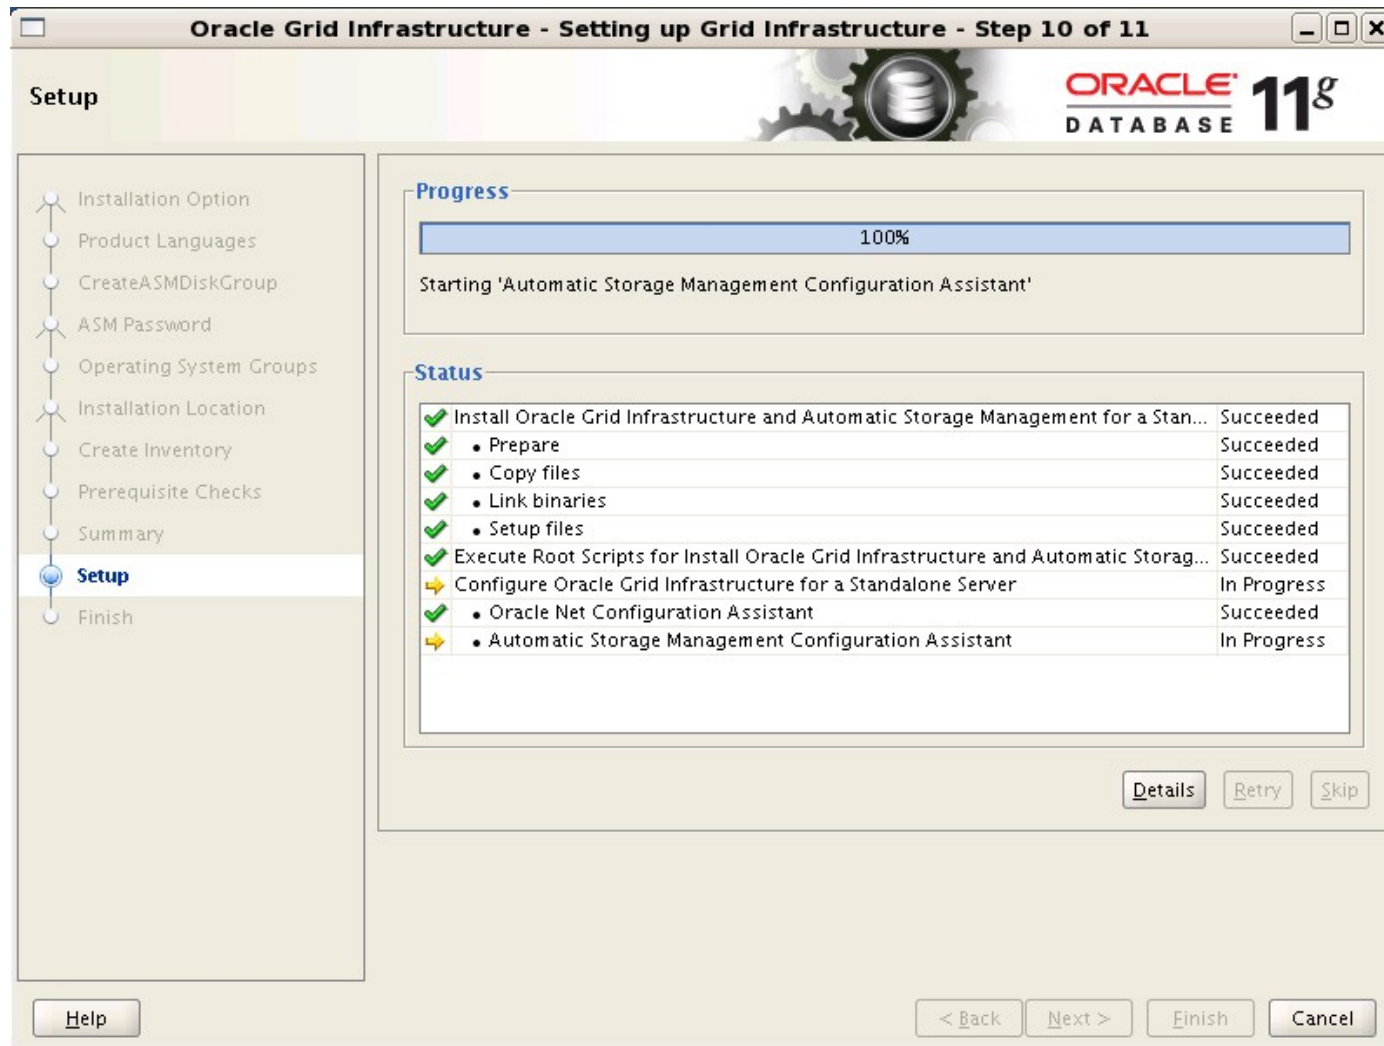 Oracle Grid Infrastructure - Setting up Grid Infrastructure - Step 10 of 11
Setup
ORACLE
DATABASE
11g
Installation Option
Product Languages
CreateASMDiskGroup
ASM Password
Operating System Groups
Installation Location
Create Inventory
Prerequisite Checks
Summary
Setup
Finish
Progress
100%
Starting 'Automatic Storage Management Configuration Assistant'
Status
Install Oracle Grid Infrastructure and Automatic Storage Management for a Stan... Succeeded
• Prepare Succeeded
• Copy files Succeeded
• Link binaries Succeeded
• Setup files Succeeded
Execute Root Scripts for Install Oracle Grid Infrastructure and Automatic Storag... Succeeded
Configure Oracle Grid Infrastructure for a Standalone Server In Progress
• Oracle Net Configuration Assistant Succeeded
• Automatic Storage Management Configuration Assistant In Progress
Details Retry Skip
Help < Back Next > Finish Cancel